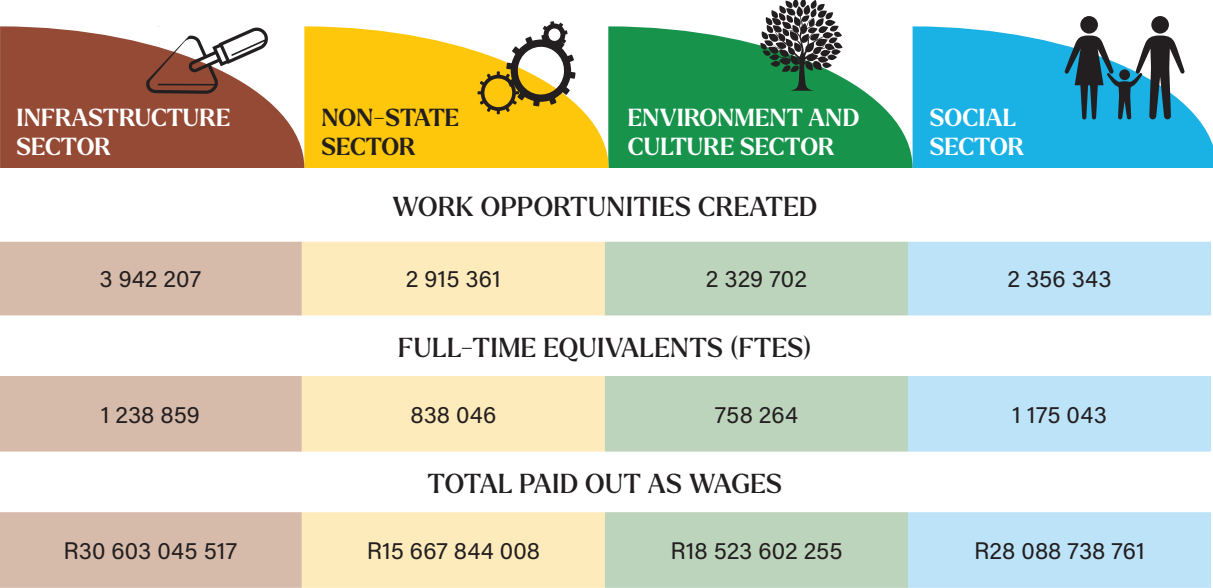 INFRASTRUCTURE
SECTOR
NON-STATE
SECTOR
ENVIRONMENT AND
CULTURE SECTOR
SOCIAL
SECTOR
WORK OPPORTUNITIES CREATED
3 942 207
2 915 361
2 329 702
2 356 343
FULL-TIME EQUIVALENTS (FTES)
1 238 859
838 046
758 264
1 175 043
TOTAL PAID OUT AS WAGES
R30 603 045 517
R15 667 844 008
R18 523 602 255
R28 088 738 761